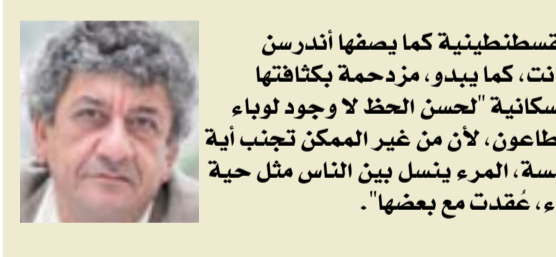 قسطنطينية كما يصفها أندرسن
انت، كما يبدو، مزدحمة بكثافتها
سكانية "لحسن الحظ لا وجود لوباء
طاعون، لأن من غير الممكن تجنب أية
سة، المرء ينسل بين الناس مثل حية
ء، عُقدت مع بعضها".